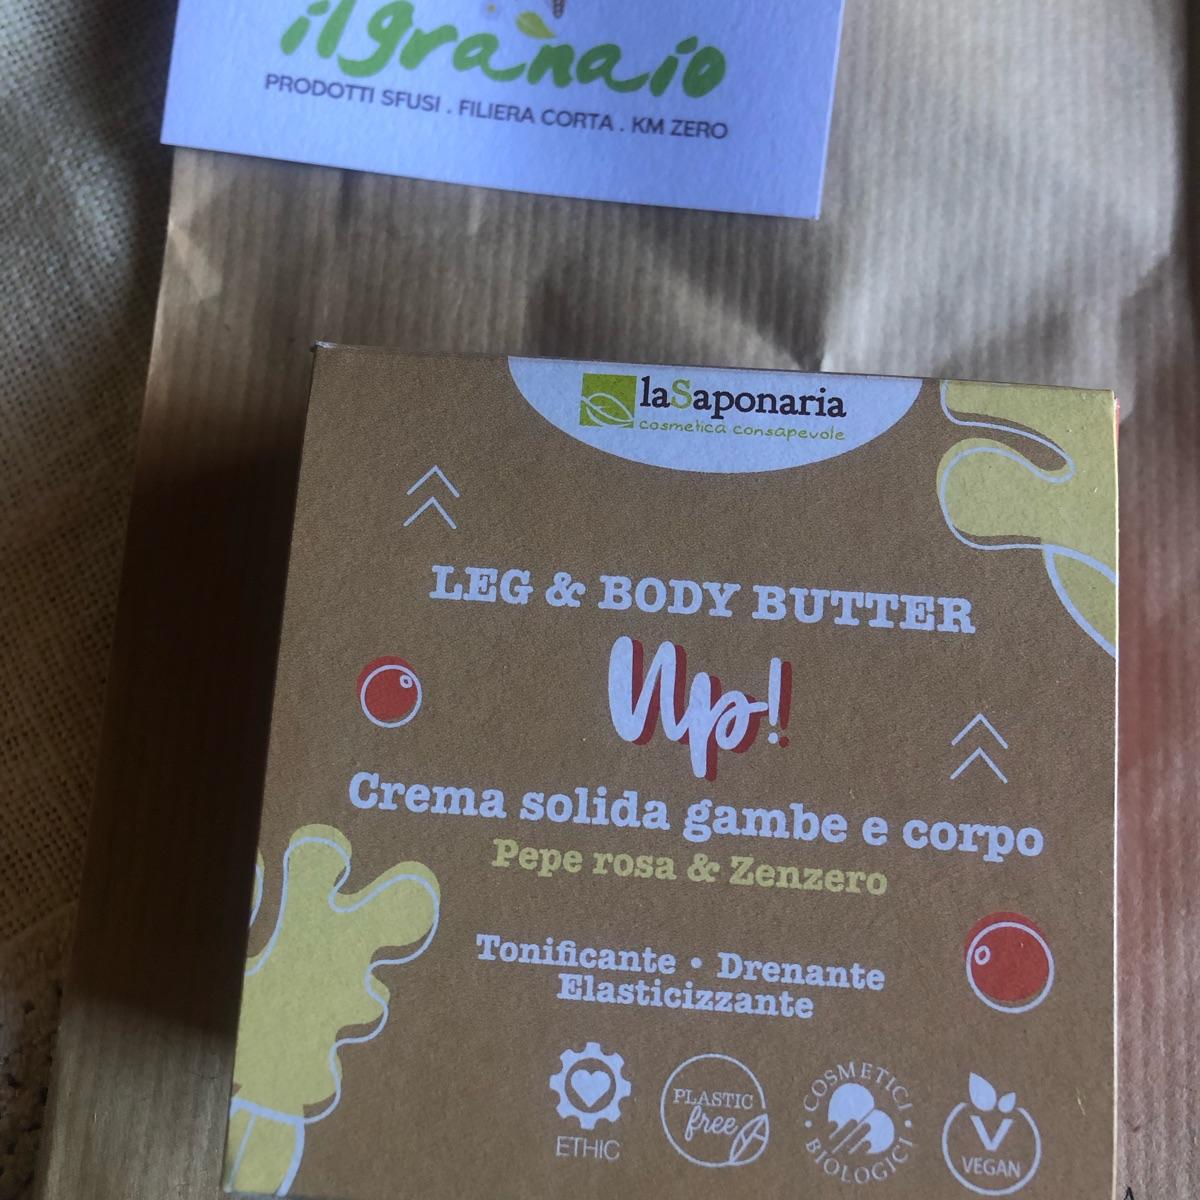 ilgranaio
PRODOTTI SFUSI . FILIERA CORTA . KM ZERO
laSaponaria
cosmetica consapevole
LEG & BODY BUTTER
Up!
Crema solida gambe e corpo
Pepe rosa & Zenzero
Tonificante • Drenante
Elasticizzante
ETHIC
PLASTIC
free
COSMETICI
BIOLOGICI
VEGAN